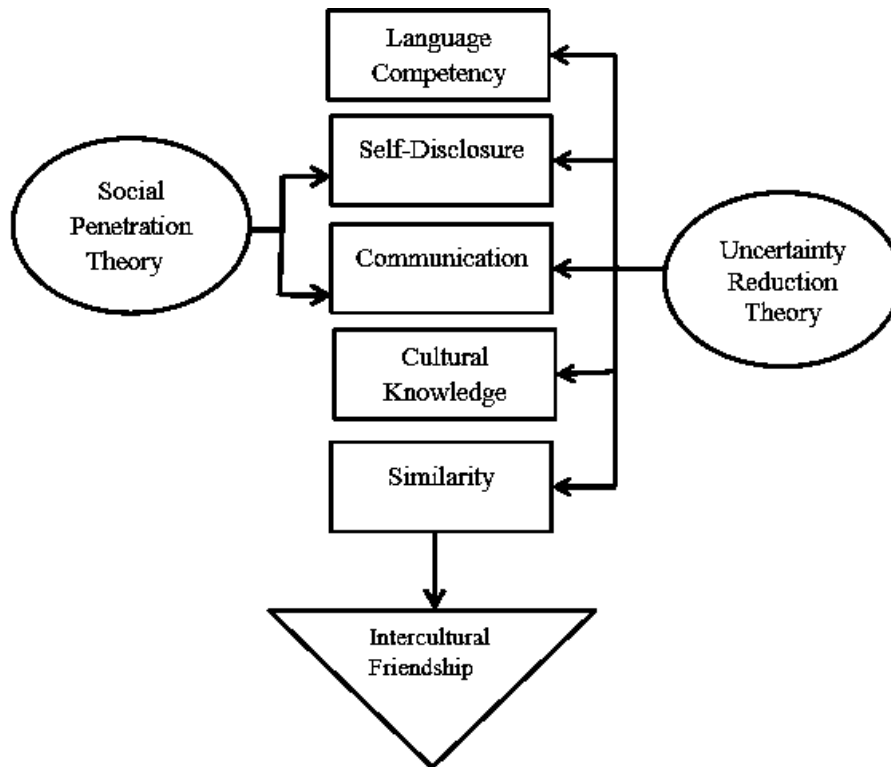 Language
Competency
Self-Disclosure
Social
Penetration
Theory
Communication
Uncertainty
Reduction
Theory
Cultural
Knowledge
Similarity
Intercultural
Friendship